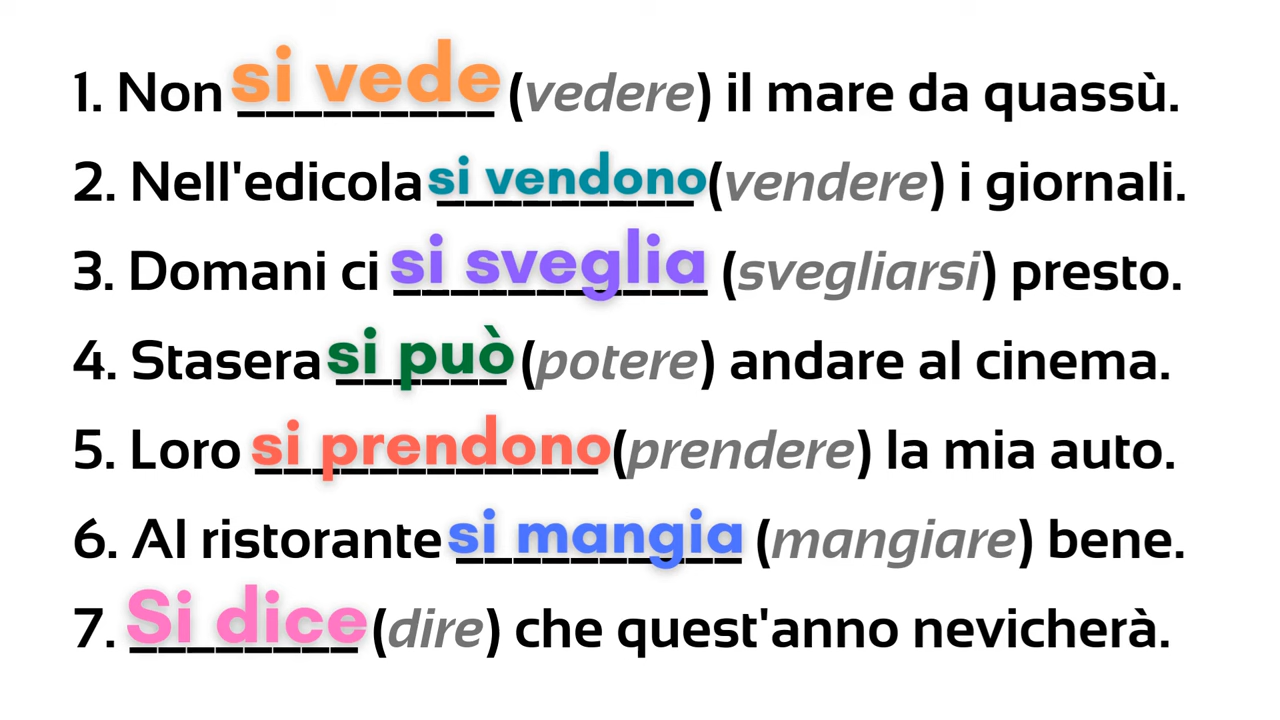 1. Non si vede (vedere) il mare da quassù.
2. Nell'edicola si vendono (vendere) i giornali.
3. Domani ci si sveglia (svegliarsi) presto.
4. Stasera si può (potere) andare al cinema.
5. Loro si prendono (prendere) la mia auto.
6. Al ristorante si mangia (mangiare) bene.
7. Si dice (dire) che quest'anno nevicherà.